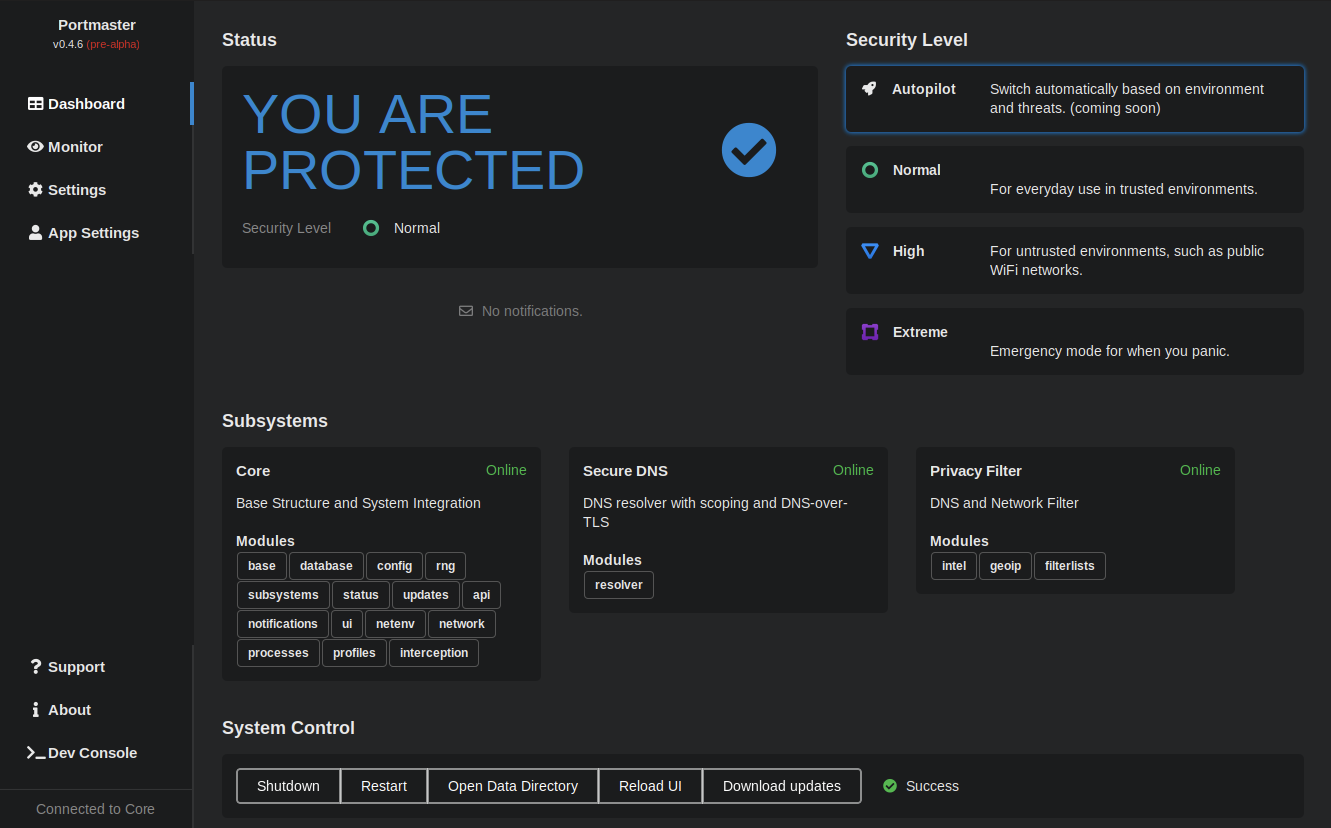 Portmaster
v0.4.6 (pre-alpha)
Dashboard
Monitor
Settings
App Settings
Support
About
Dev Console
Connected to Core
Status
YOU ARE
PROTECTED
Security Level Normal
No notifications.
Security Level
Autopilot Switch automatically based on environment
and threats. (coming soon)
Normal
For everyday use in trusted environments.
High For untrusted environments, such as public
WiFi networks.
Extreme
Emergency mode for when you panic.
Subsystems
Core Online
Base Structure and System Integration
Modules
base database config rng
subsystems status updates api
notifications ui netenv network
processes profiles interception
Secure DNS Online
DNS resolver with scoping and DNS-over-
TLS
Modules
resolver
Privacy Filter Online
DNS and Network Filter
Modules
intel geoip filterlists
System Control
Shutdown Restart Open Data Directory Reload UI Download updates Success